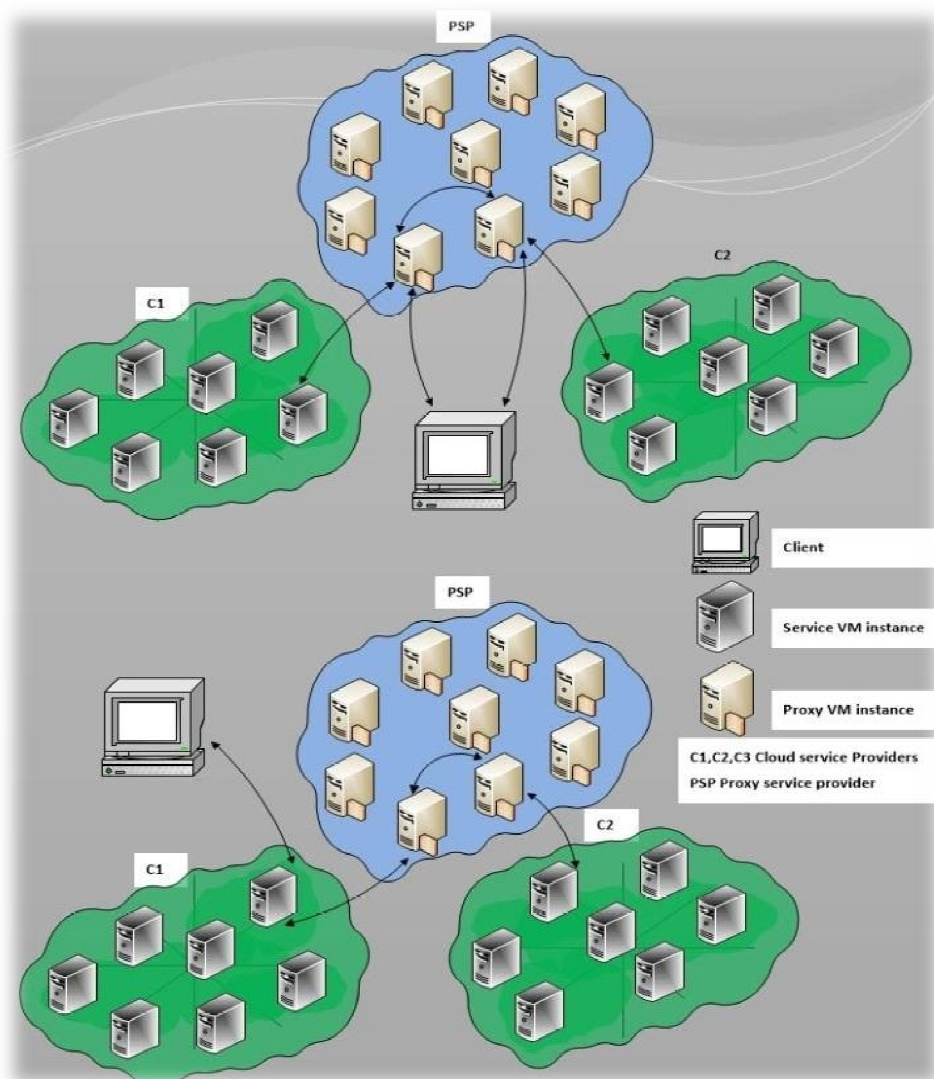 PSP
C1
C2
Client
Service VM instance
PSP
Proxy VM instance
C1,C2,C3 Cloud service Providers
PSP Proxy service provider
C2
C1